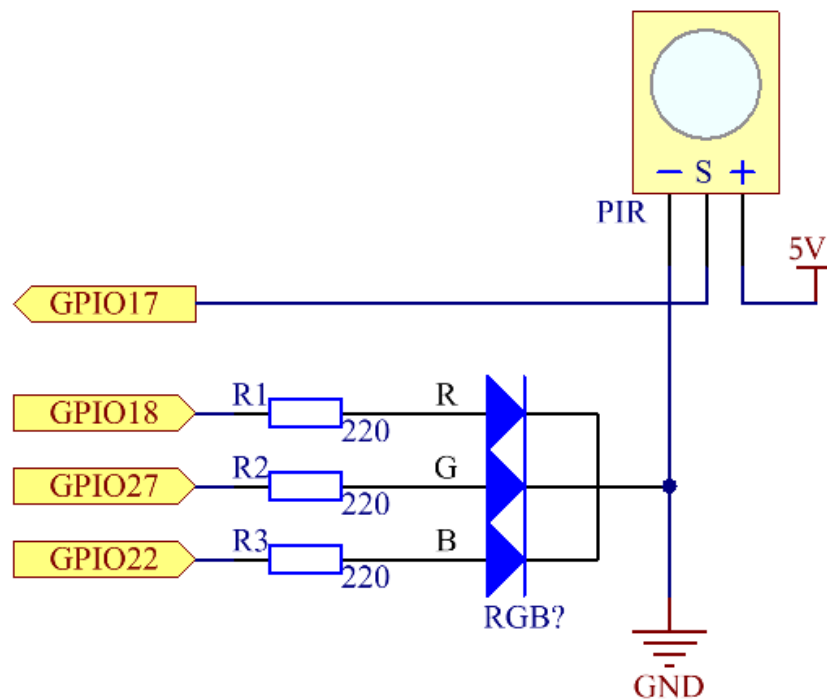 − S +
PIR
5V
GPIO17
GPIO18 R1 220 R
GPIO27 R2 220 G
GPIO22 R3 220 B
RGB?
GND